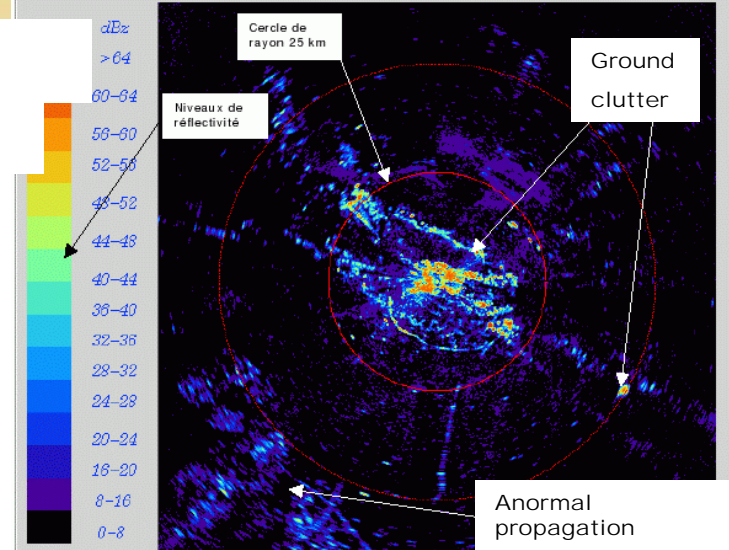 dBz
>64
60-64
56-60
52-56
48-52
44-48
40-44
36-40
32-36
28-32
24-28
20-24
16-20
8-16
0-8
Niveaux de
réflectivité
Cercle de
rayon 25 km
Ground
clutter
Anormal
propagation